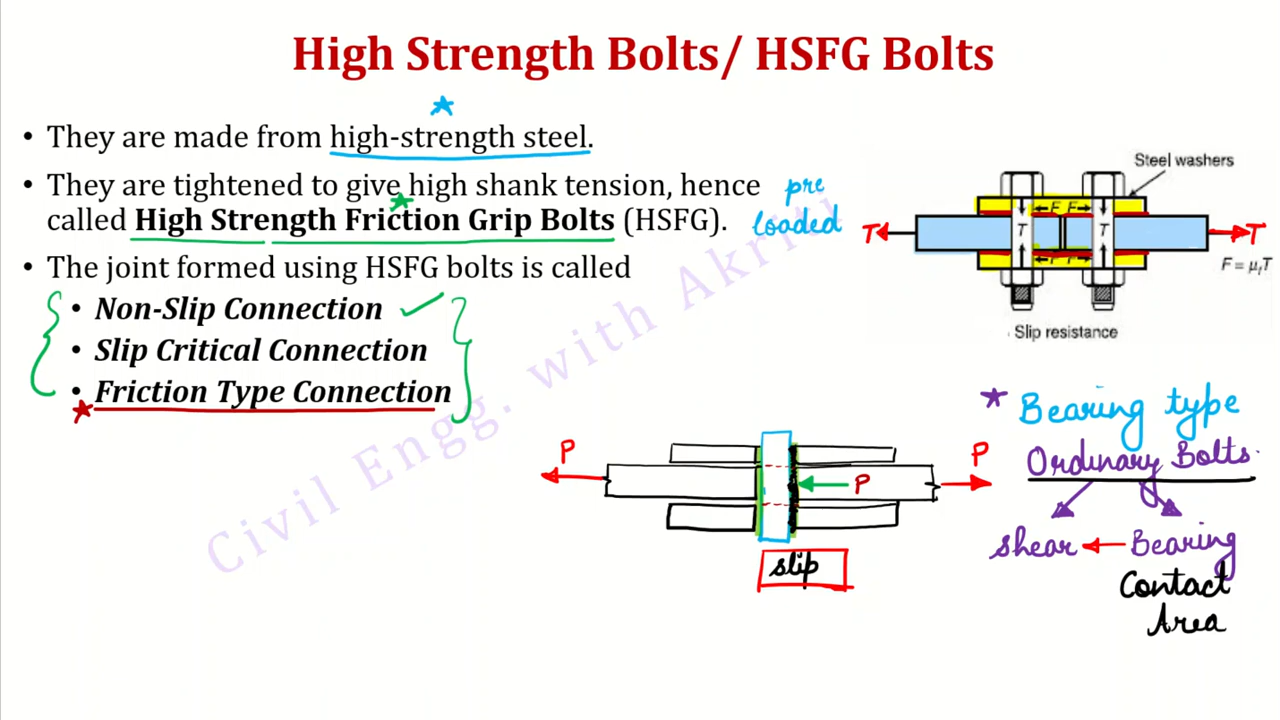 High Strength Bolts/ HSFG Bolts
• They are made from high-strength steel.
• They are tightened to give high shank tension, hence
called High Strength Friction Grip Bolts (HSFG).
pre
loaded
• The joint formed using HSFG bolts is called
• Non-Slip Connection
• Slip Critical Connection
• Friction Type Connection
Steel washers
F F
T T
T T
F F
F = μfT
Slip resistance
Bearing type
Ordinary Bolts.
shear Bearing
Contact
Area
P P
P
slip
Civil Engg. with Akriti